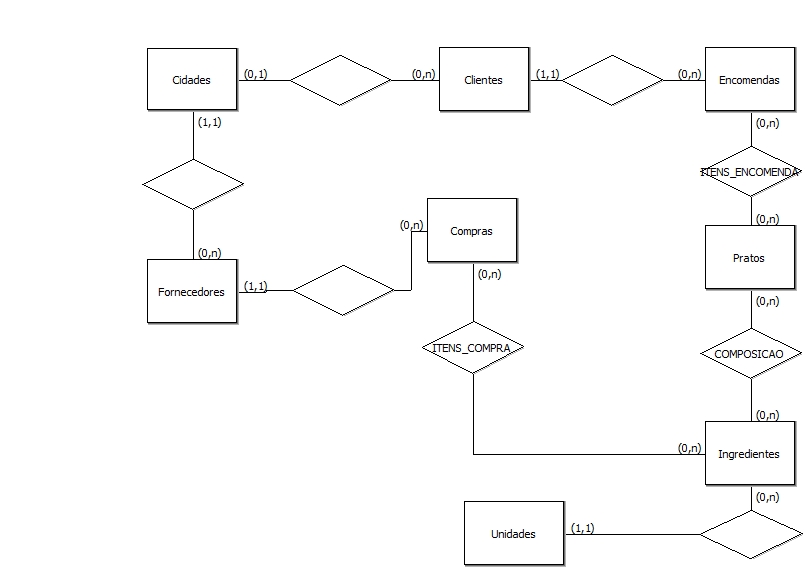 Cidades
(0,1)
(0,n)
Clientes
(1,1)
(0,n)
Encomendas
(1,1)
(0,n)
ITENS_ENCOMENDA
(0,n)
(0,n)
Compras
(0,n)
Pratos
Fornecedores
(1,1)
(0,n)
(0,n)
ITENS_COMPRA
COMPOSICAO
(0,n)
(0,n)
Ingredientes
(0,n)
Unidades
(1,1)